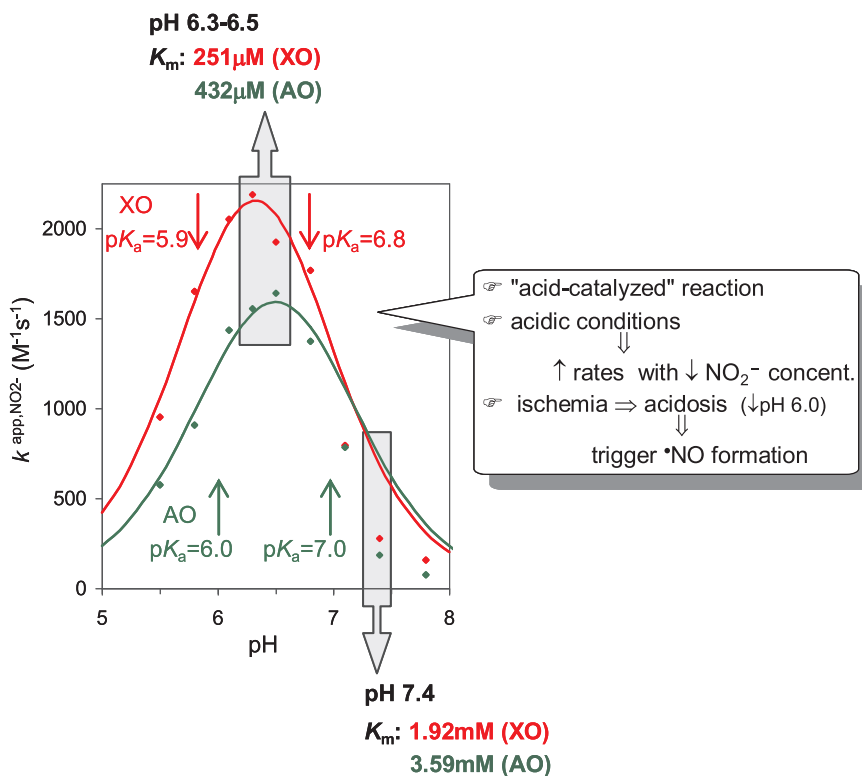 pH 6.3-6.5
Km: 251μM (XO)
432μM (AO)
k app,NO2- (M-1s-1)
2000
1500
1000
500
0
5
6
7
8
pH
XO
pKa=5.9
pKa=6.8
AO
pKa=6.0
pKa=7.0
☞ "acid-catalyzed" reaction
☞ acidic conditions
⇓
↑ rates with ↓ NO₂⁻ concent.
☞ ischemia ⇒ acidosis (↓pH 6.0)
⇓
trigger •NO formation
pH 7.4
Km: 1.92mM (XO)
3.59mM (AO)